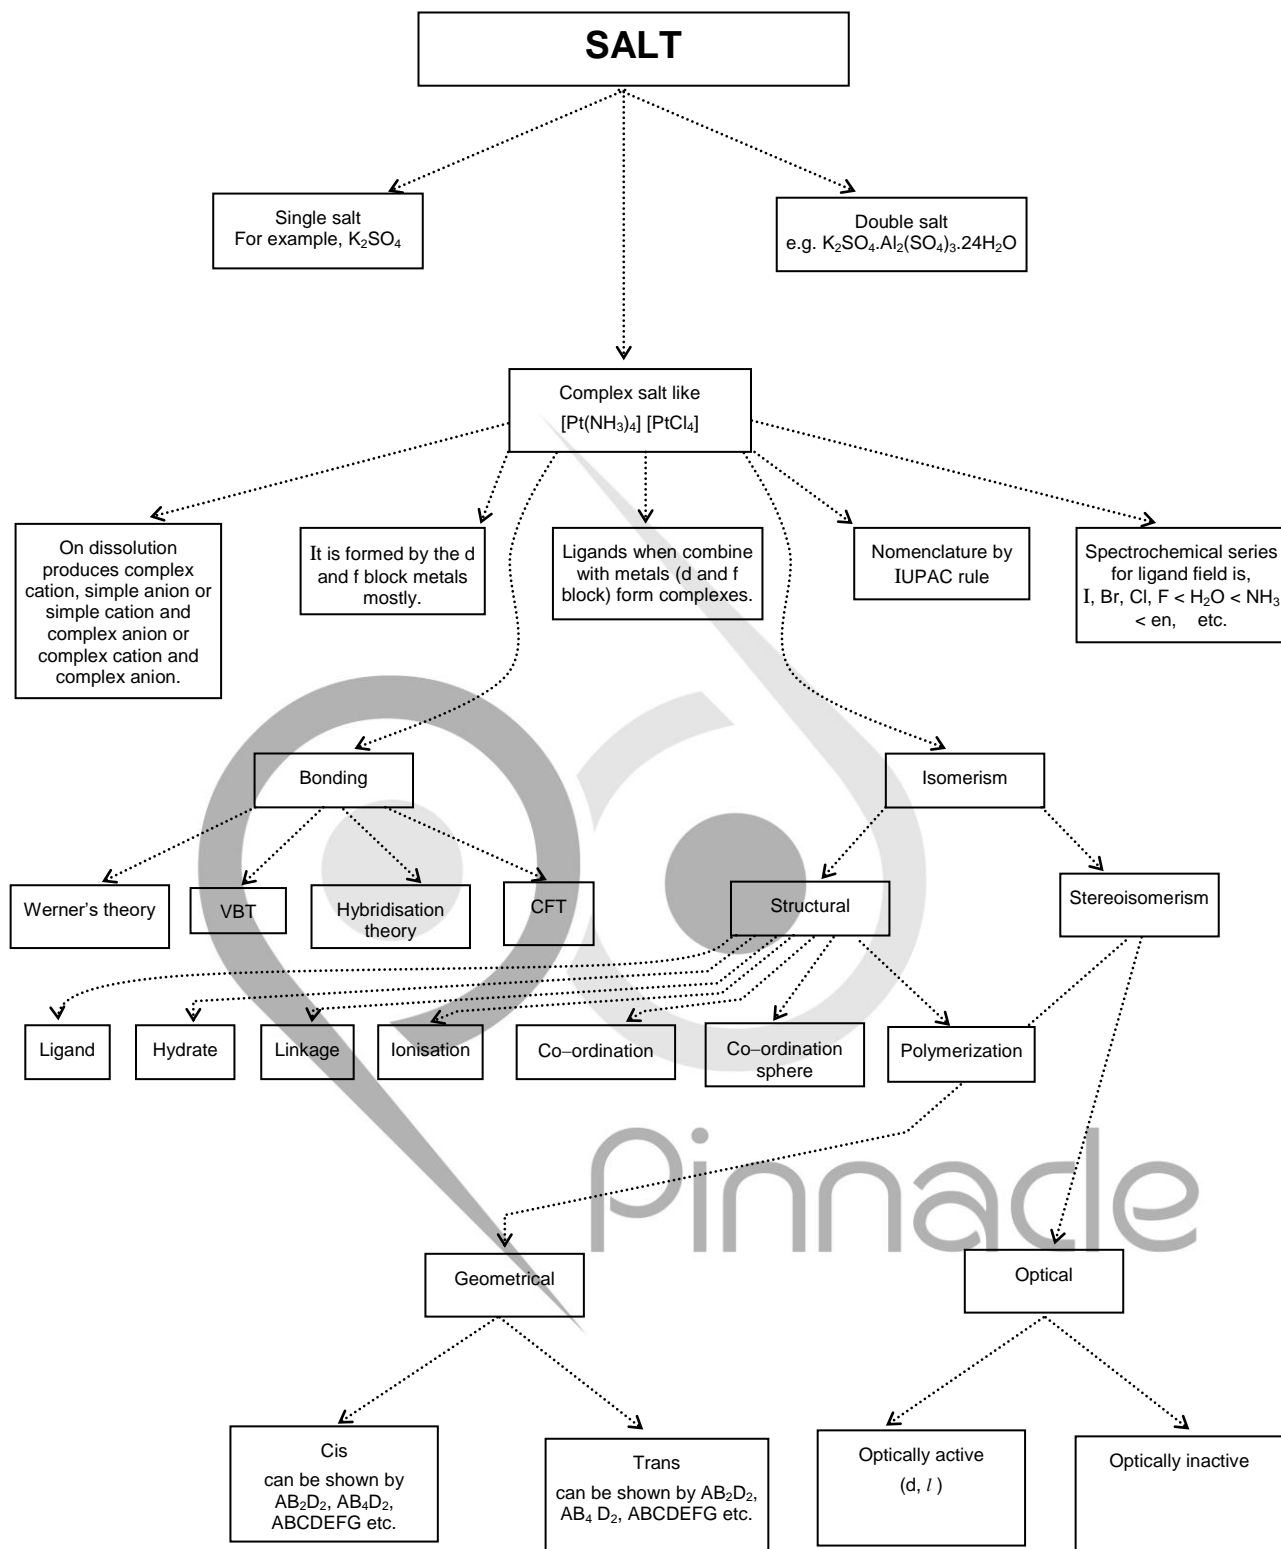 SALT
Single salt
For example, K₂SO₄
Double salt
e.g. K₂SO₄.Al₂(SO₄)₃.24H₂O
Complex salt like
[Pt(NH₃)₄] [PtCl₄]
On dissolution
produces complex
cation, simple anion or
simple cation and
complex anion or
complex cation and
complex anion.
It is formed by the d
and f block metals
mostly.
Ligands when combine
with metals (d and f
block) form complexes.
Nomenclature by
IUPAC rule
Spectrochemical series
for ligand field is,
I, Br, Cl, F < H₂O < NH₃
< en, etc.
Bonding
Isomerism
Werner's theory
VBT
Hybridisation
theory
CFT
Structural
Stereoisomerism
Ligand
Hydrate
Linkage
Ionisation
Co–ordination
Co–ordination
sphere
Polymerization
Pinnacle
Geometrical
Optical
Cis
can be shown by
AB₂D₂, AB₄D₂,
ABCDEFG etc.
Trans
can be shown by AB₂D₂,
AB₄ D₂, ABCDEFG etc.
Optically active
(d, l )
Optically inactive